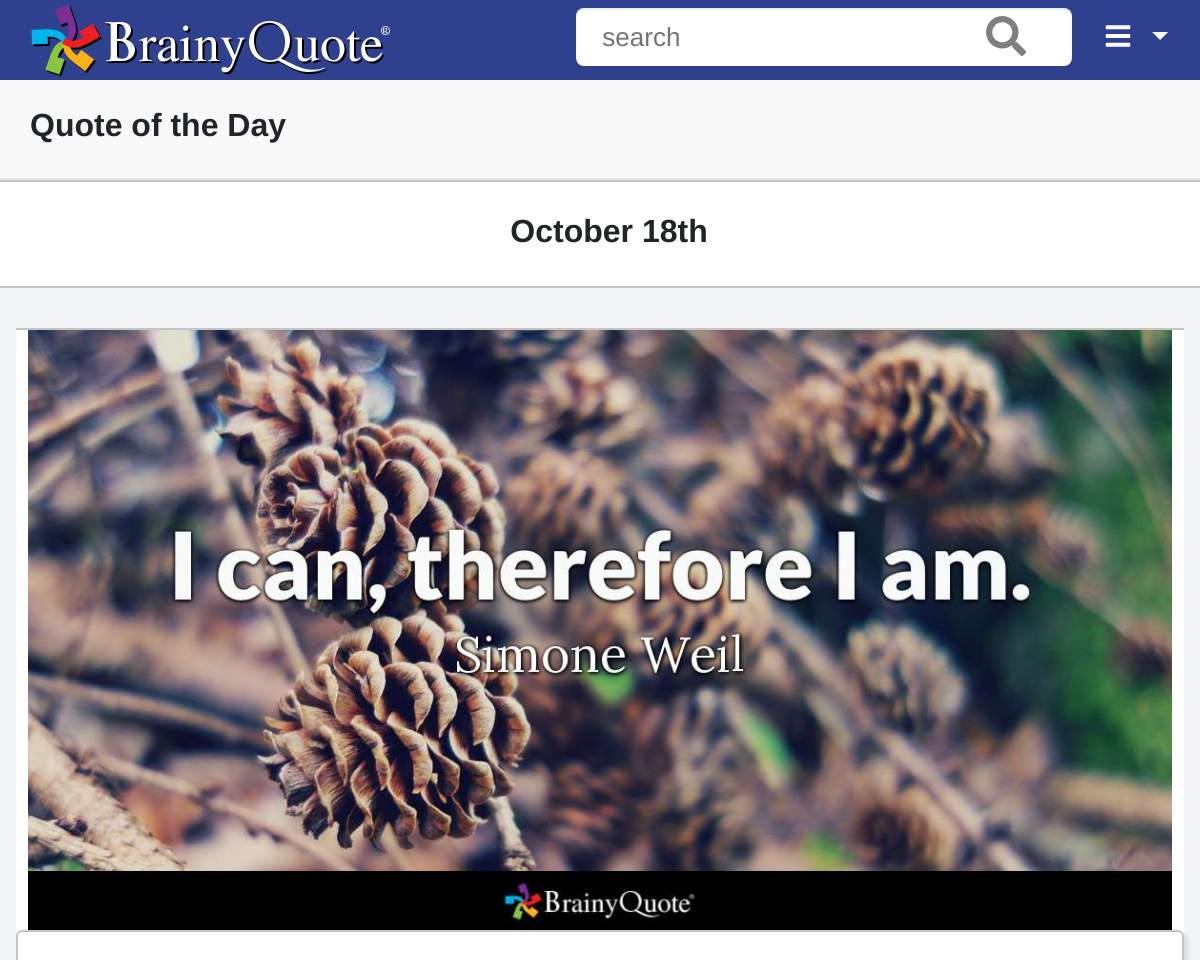 BrainyQuote®
search
Quote of the Day
October 18th
I can, therefore I am.
Simone Weil
BrainyQuote®